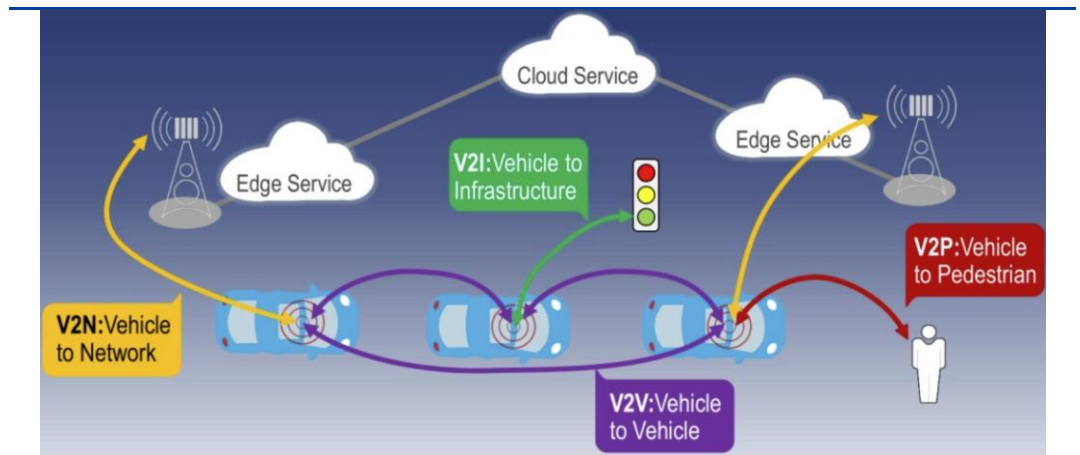 Cloud Service
Edge Service
Edge Service
V2I:Vehicle to
Infrastructure
V2P:Vehicle
to Pedestrian
V2N:Vehicle
to Network
V2V:Vehicle
to Vehicle